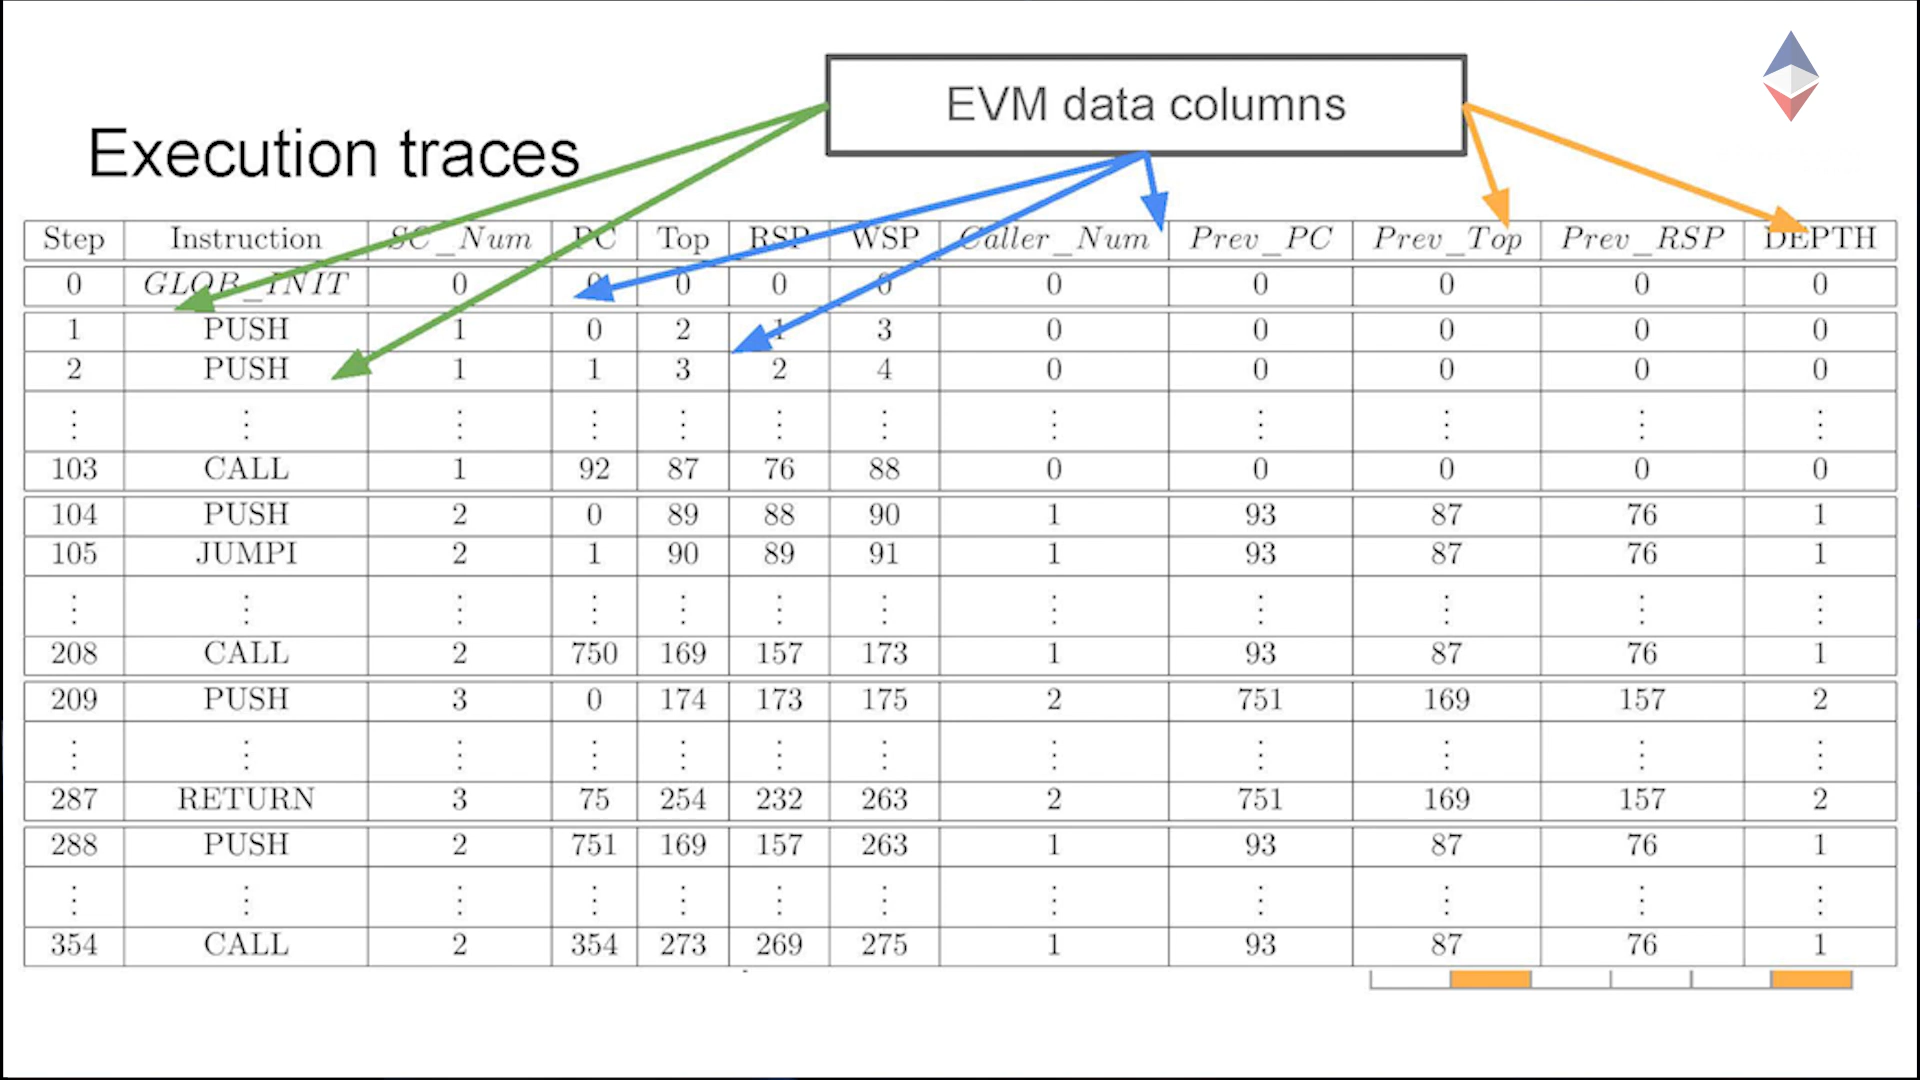 EVM data columns
Execution traces
Step Instruction SC_Num PC Top RSP WSP Caller_Num Prev_PC Prev_Top Prev_RSP DEPTH
0 GLOB_INIT 0 0 0 0 0 0 0 0 0 0
1 PUSH 1 0 2 1 3 0 0 0 0 0
2 PUSH 1 1 3 2 4 0 0 0 0 0
⋮ ⋮ ⋮ ⋮ ⋮ ⋮ ⋮ ⋮ ⋮ ⋮ ⋮ ⋮
103 CALL 1 92 87 76 88 0 0 0 0 0
104 PUSH 2 0 89 88 90 1 93 87 76 1
105 JUMPI 2 1 90 89 91 1 93 87 76 1
⋮ ⋮ ⋮ ⋮ ⋮ ⋮ ⋮ ⋮ ⋮ ⋮ ⋮ ⋮
208 CALL 2 750 169 157 173 1 93 87 76 1
209 PUSH 3 0 174 173 175 2 751 169 157 2
⋮ ⋮ ⋮ ⋮ ⋮ ⋮ ⋮ ⋮ ⋮ ⋮ ⋮ ⋮
287 RETURN 3 75 254 232 263 2 751 169 157 2
288 PUSH 2 751 169 157 263 1 93 87 76 1
⋮ ⋮ ⋮ ⋮ ⋮ ⋮ ⋮ ⋮ ⋮ ⋮ ⋮ ⋮
354 CALL 2 354 273 269 275 1 93 87 76 1